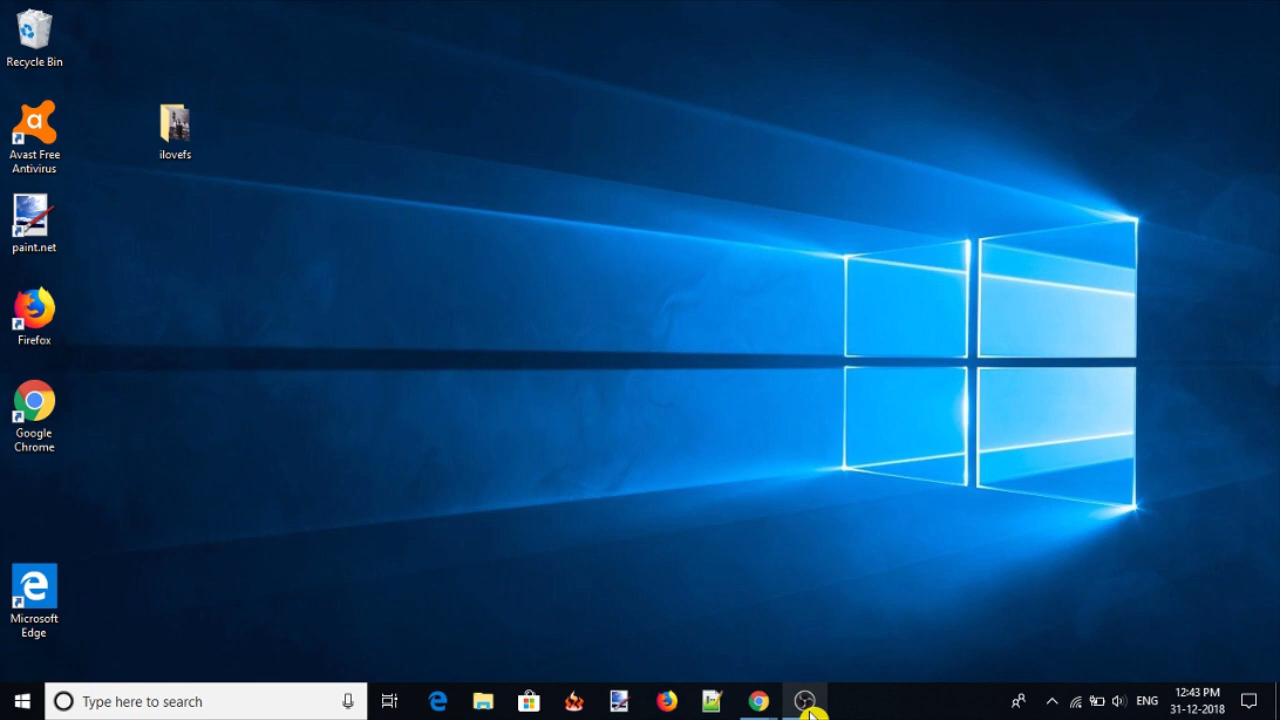 Recycle Bin
Avast Free
Antivirus
ilovefs
paint.net
Firefox
Google
Chrome
Microsoft
Edge
Type here to search
ENG
12:43 PM
31-12-2018